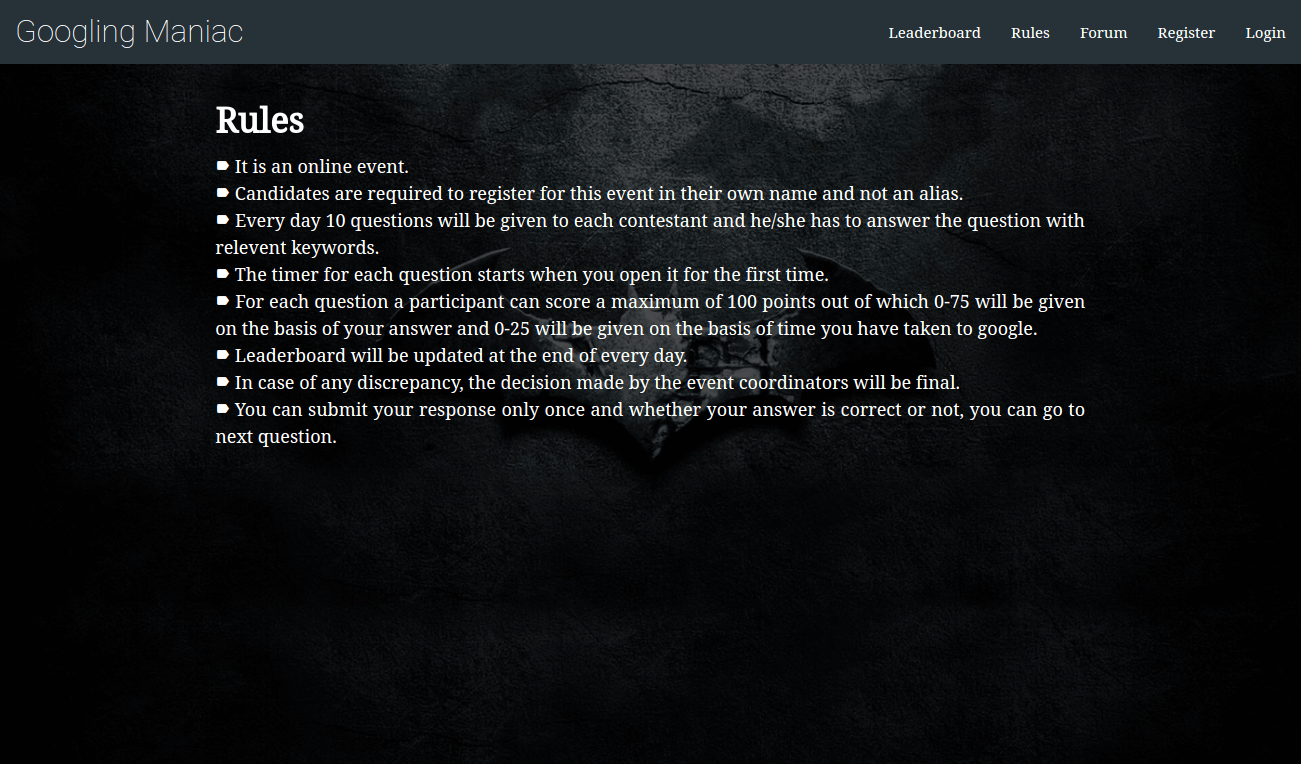 Googling Maniac
Leaderboard Rules Forum Register Login
Rules
It is an online event.
Candidates are required to register for this event in their own name and not an alias.
Every day 10 questions will be given to each contestant and he/she has to answer the question with
relevent keywords.
The timer for each question starts when you open it for the first time.
For each question a participant can score a maximum of 100 points out of which 0-75 will be given
on the basis of your answer and 0-25 will be given on the basis of time you have taken to google.
Leaderboard will be updated at the end of every day.
In case of any discrepancy, the decision made by the event coordinators will be final.
You can submit your response only once and whether your answer is correct or not, you can go to
next question.